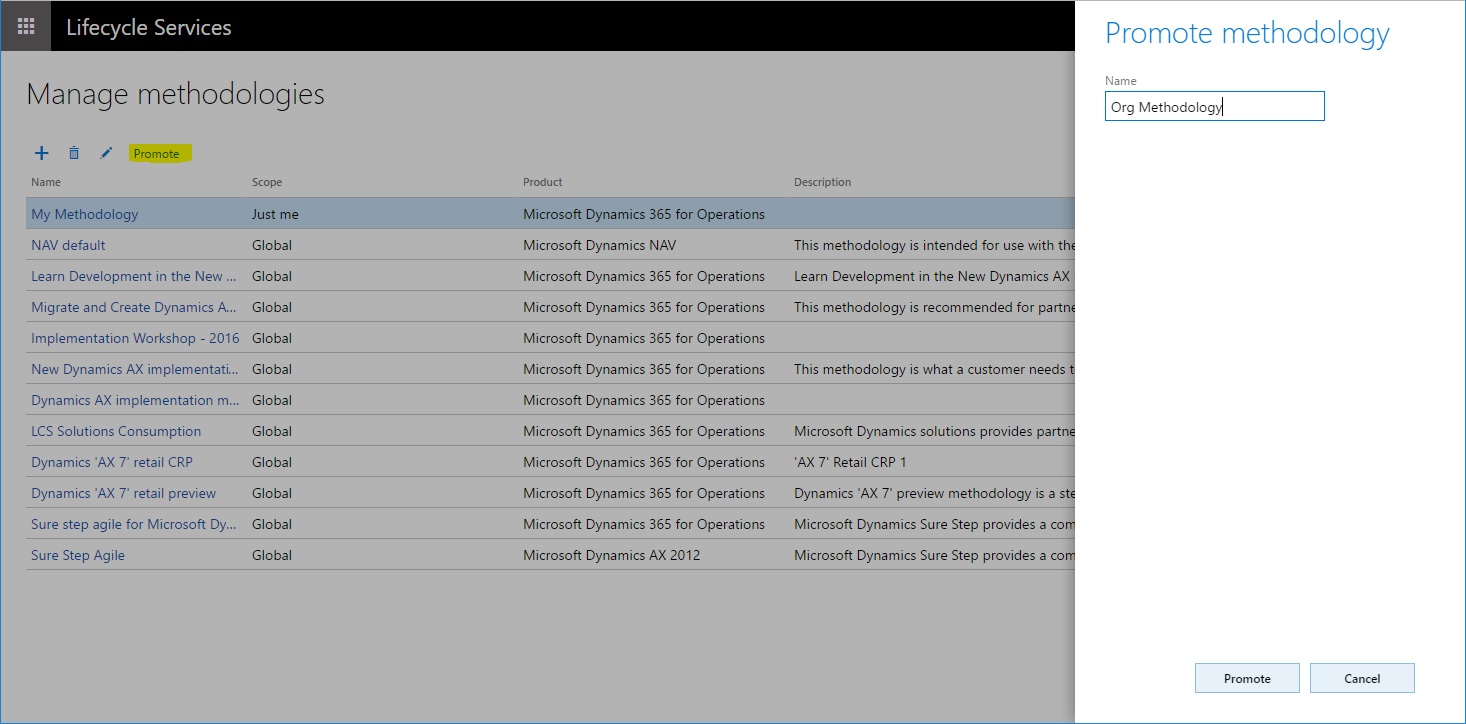 Lifecycle Services
Manage methodologies
Promote
Name Scope Product Description
My Methodology Just me Microsoft Dynamics 365 for Operations
NAV default Global Microsoft Dynamics NAV This methodology is intended for use with the
Learn Development in the New ... Global Microsoft Dynamics 365 for Operations Learn Development in the New Dynamics AX
Migrate and Create Dynamics A... Global Microsoft Dynamics 365 for Operations This methodology is recommended for partne
Implementation Workshop - 2016 Global Microsoft Dynamics 365 for Operations
New Dynamics AX implementati... Global Microsoft Dynamics 365 for Operations This methodology is what a customer needs t
Dynamics AX implementation m... Global Microsoft Dynamics 365 for Operations
LCS Solutions Consumption Global Microsoft Dynamics 365 for Operations Microsoft Dynamics solutions provides partne
Dynamics 'AX 7' retail CRP Global Microsoft Dynamics 365 for Operations 'AX 7' Retail CRP 1
Dynamics 'AX 7' retail preview Global Microsoft Dynamics 365 for Operations Dynamics 'AX 7' preview methodology is a ste
Sure step agile for Microsoft Dy... Global Microsoft Dynamics 365 for Operations Microsoft Dynamics Sure Step provides a com
Sure Step Agile Global Microsoft Dynamics AX 2012 Microsoft Dynamics Sure Step provides a com
Promote methodology
Name
Org Methodology
Promote Cancel